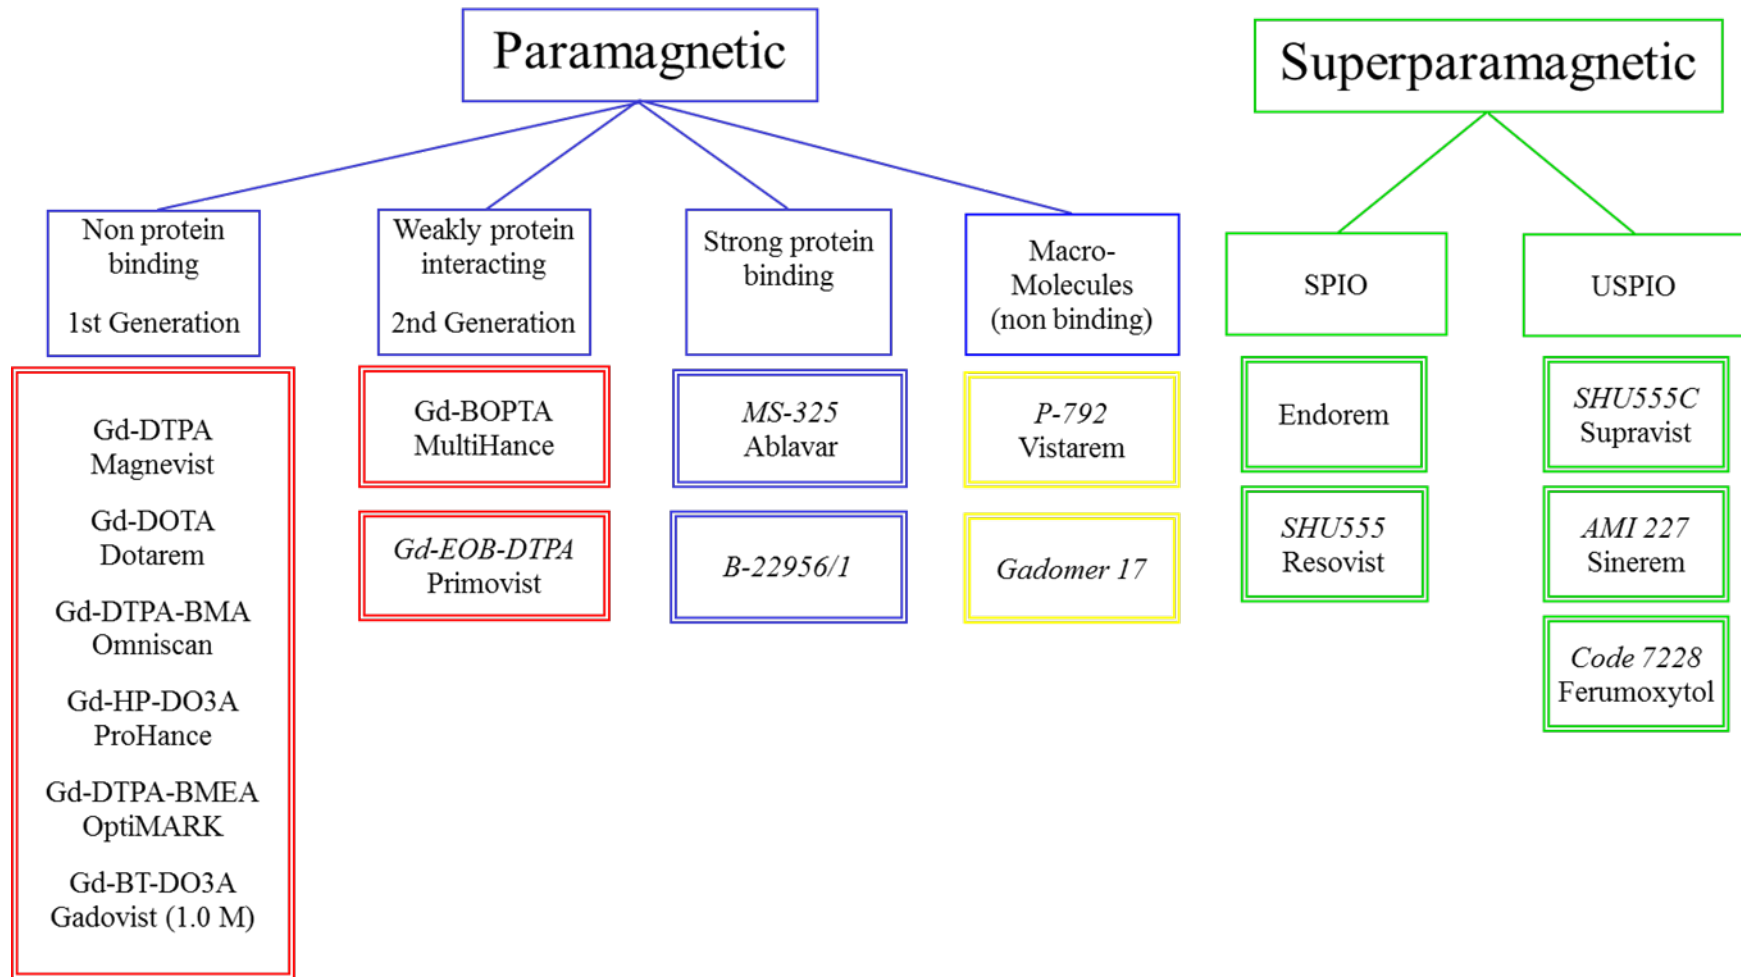 Paramagnetic
Superparamagnetic
Non protein
binding
1st Generation
Weakly protein
interacting
2nd Generation
Strong protein
binding
Macro-
Molecules
(non binding)
SPIO
USPIO
Gd-DTPA
Magnevist
Gd-DOTA
Dotarem
Gd-DTPA-BMA
Omniscan
Gd-HP-DO3A
ProHance
Gd-DTPA-BMEA
OptiMARK
Gd-BT-DO3A
Gadovist (1.0 M)
Gd-BOPTA
MultiHance
Gd-EOB-DTPA
Primovist
MS-325
Ablavar
B-22956/1
P-792
Vistarem
Gadomer 17
Endorem
SHU555
Resovist
SHU555C
Supravist
AMI 227
Sinerem
Code 7228
Ferumoxytol